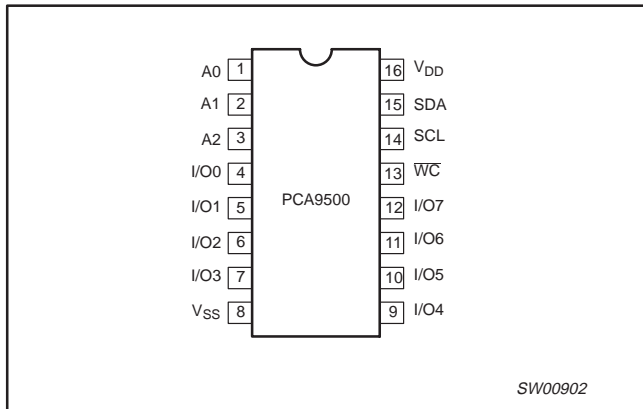 A0 1 16 VDD
A1 2 15 SDA
A2 3 14 SCL
I/O0 4 13 WC
I/O1 5 PCA9500 12 I/O7
I/O2 6 11 I/O6
I/O3 7 10 I/O5
VSS 8 9 I/O4
SW00902